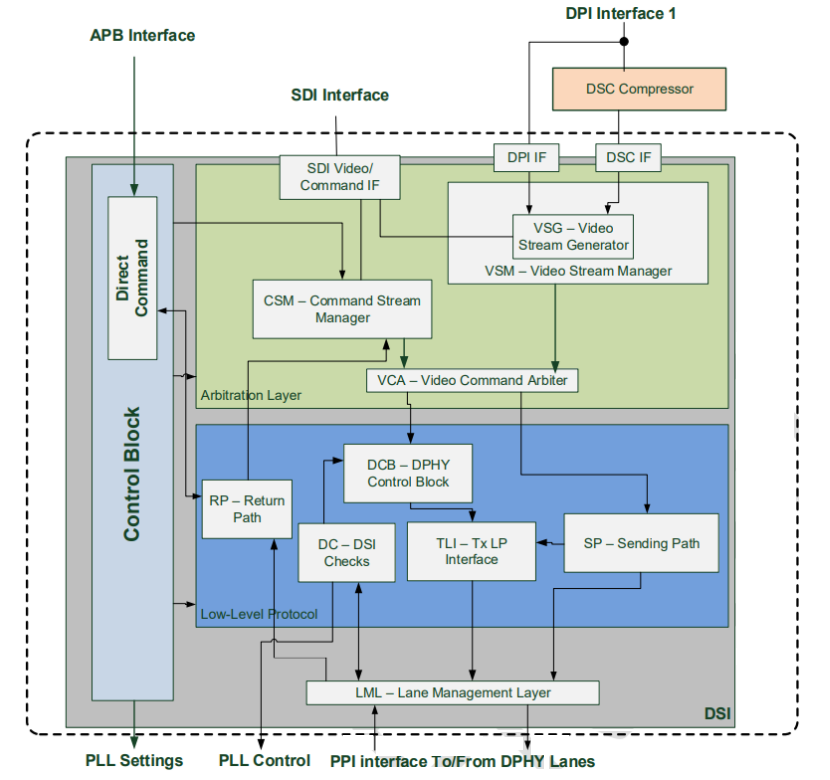 DPI Interface 1
APB Interface
DSC Compressor
SDI Interface
DPI IF
DSC IF
SDI Video/
Command IF
VSG – Video
Stream Generator
VSM – Video Stream Manager
Direct
Command
CSM – Command Stream
Manager
VCA – Video Command Arbiter
Arbitration Layer
Control Block
DCB – DPHY
Control Block
RP – Return
Path
DC – DSI
Checks
TLI – Tx LP
Interface
SP – Sending Path
Low-Level Protocol
LML – Lane Management Layer
DSI
PLL Settings
PLL Control
PPI interface To/From DPHY Lanes